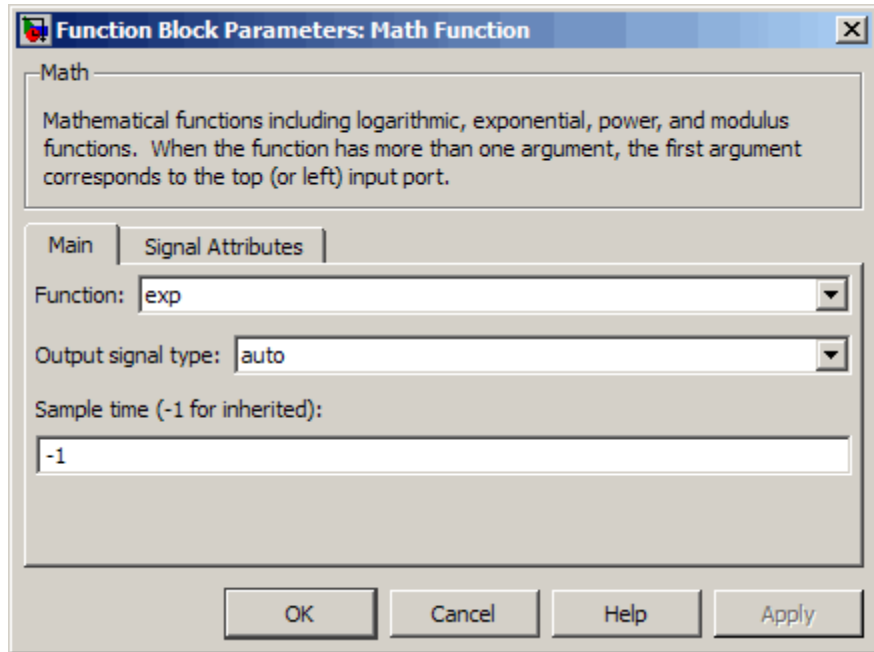 Function Block Parameters: Math Function
Math
Mathematical functions including logarithmic, exponential, power, and modulus
functions.  When the function has more than one argument, the first argument
corresponds to the top (or left) input port.
Main Signal Attributes
Function: exp
Output signal type: auto
Sample time (-1 for inherited):
-1
OK Cancel Help Apply